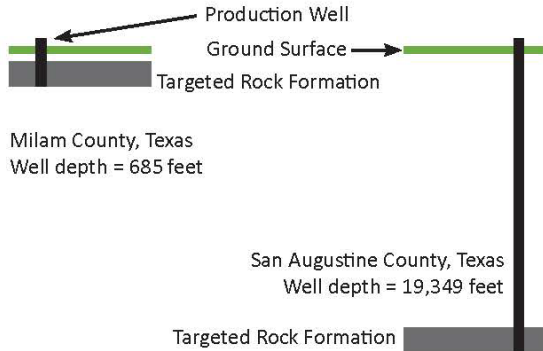 Production Well
Ground Surface
Targeted Rock Formation
Milam County, Texas
Well depth = 685 feet
San Augustine County, Texas
Well depth = 19,349 feet
Targeted Rock Formation